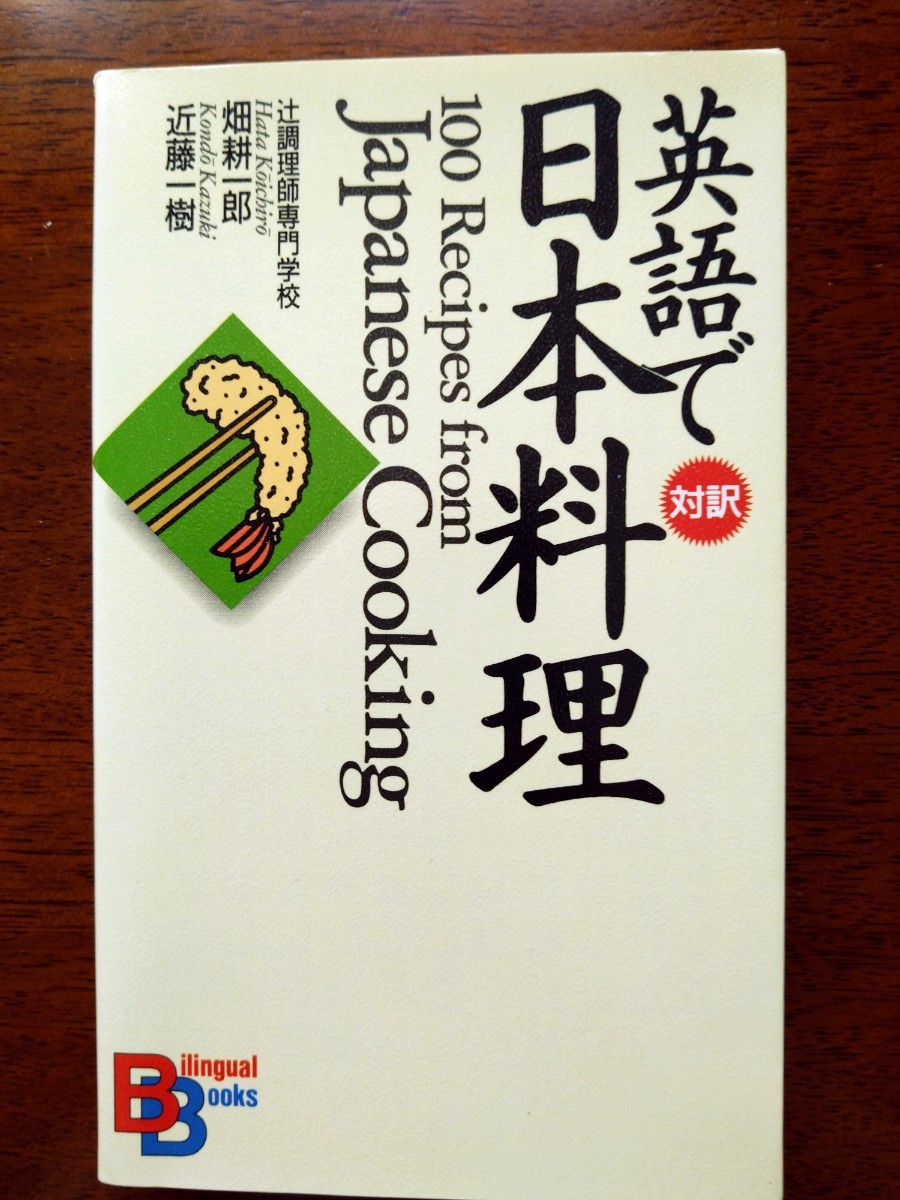 英語で
日本料理
対訳
100 Recipes from
Japanese Cooking
辻調理師専門学校
Hata Kōichirō
畑耕一郎
Kondō Kazuki
近藤一樹
Bilingual
Books